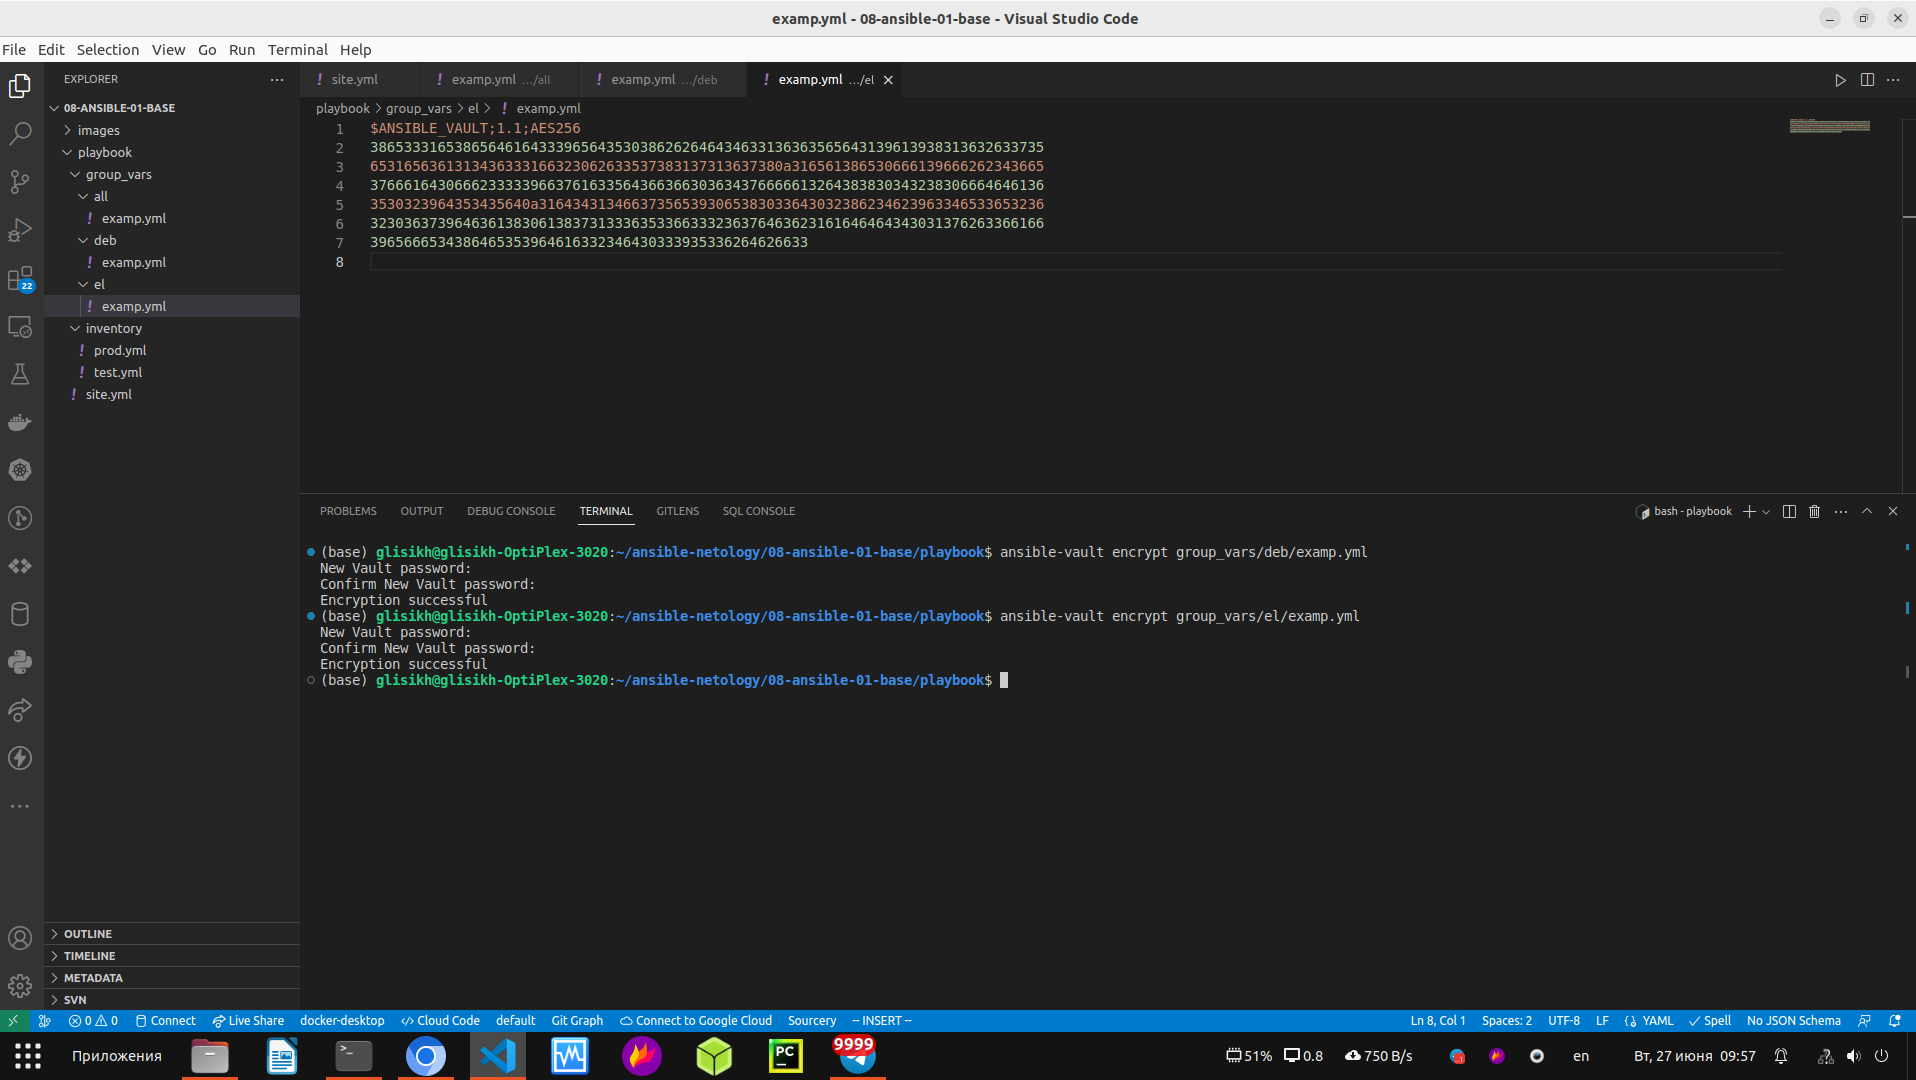 examp.yml - 08-ansible-01-base - Visual Studio Code
File Edit Selection View Go Run Terminal Help
EXPLORER
site.yml examp.yml .../all examp.yml .../deb examp.yml .../el
08-ANSIBLE-01-BASE
images
playbook
group_vars
all
examp.yml
deb
examp.yml
el
examp.yml
inventory
prod.yml
test.yml
site.yml
OUTLINE
TIMELINE
METADATA
SVN
22
playbook > group_vars > el > examp.yml
1 $ANSIBLE_VAULT;1.1;AES256
2 38653331653865646164333965643530386262646434633136363565643139613938313632633735
3 6531656361313436333166323062633537383137313637380a316561386530666139666262343665
4 37666164306662333339663761633564366366303634376666613264383830343238306664646136
5 3530323964353435640a316434313466373565393065383033643032386234623963346533653236
6 32303637396463613830613837313336353366333236376463623161646464343031376263366166
7 3965666534386465353964616332346430333935336264626633
8
PROBLEMS OUTPUT DEBUG CONSOLE TERMINAL GITLENS SQL CONSOLE
bash - playbook
(base) glisikh@glisikh-OptiPlex-3020:~/ansible-netology/08-ansible-01-base/playbook$ ansible-vault encrypt group_vars/deb/examp.yml
New Vault password:
Confirm New Vault password:
Encryption successful
(base) glisikh@glisikh-OptiPlex-3020:~/ansible-netology/08-ansible-01-base/playbook$ ansible-vault encrypt group_vars/el/examp.yml
New Vault password:
Confirm New Vault password:
Encryption successful
(base) glisikh@glisikh-OptiPlex-3020:~/ansible-netology/08-ansible-01-base/playbook$
0 0 Connect Live Share docker-desktop Cloud Code default Git Graph Connect to Google Cloud Sourcery -- INSERT --
Ln 8, Col 1 Spaces: 2 UTF-8 LF YAML Spell No JSON Schema
Приложения
PC
9999
51% 0.8 750 B/s en Вт, 27 июня 09:57